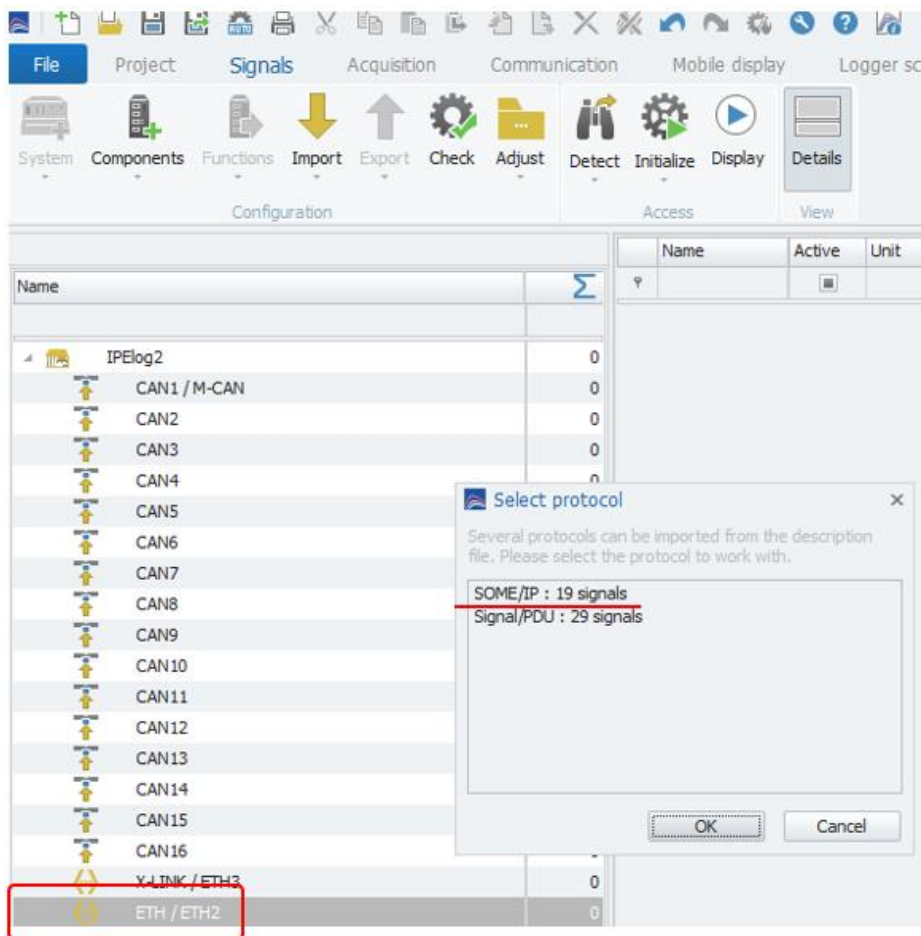 AUTO
File Project Signals Acquisition Communication Mobile display Logger sc
System Components Functions Import Export Check Adjust Detect Initialize Display Details
Configuration Access View
Name Active Unit
Name Σ
IPElog2 0
CAN1 / M-CAN 0
CAN2 0
CAN3 0
CAN4 0
CAN5
CAN6
CAN7
CAN8
CAN9
CAN10
CAN11
CAN12
CAN13
CAN14
CAN15
CAN16
X-LINK / ETH3 0
ETH / ETH2 0
Select protocol
Several protocols can be imported from the description
file. Please select the protocol to work with.
SOME/IP : 19 signals
Signal/PDU : 29 signals
OK Cancel